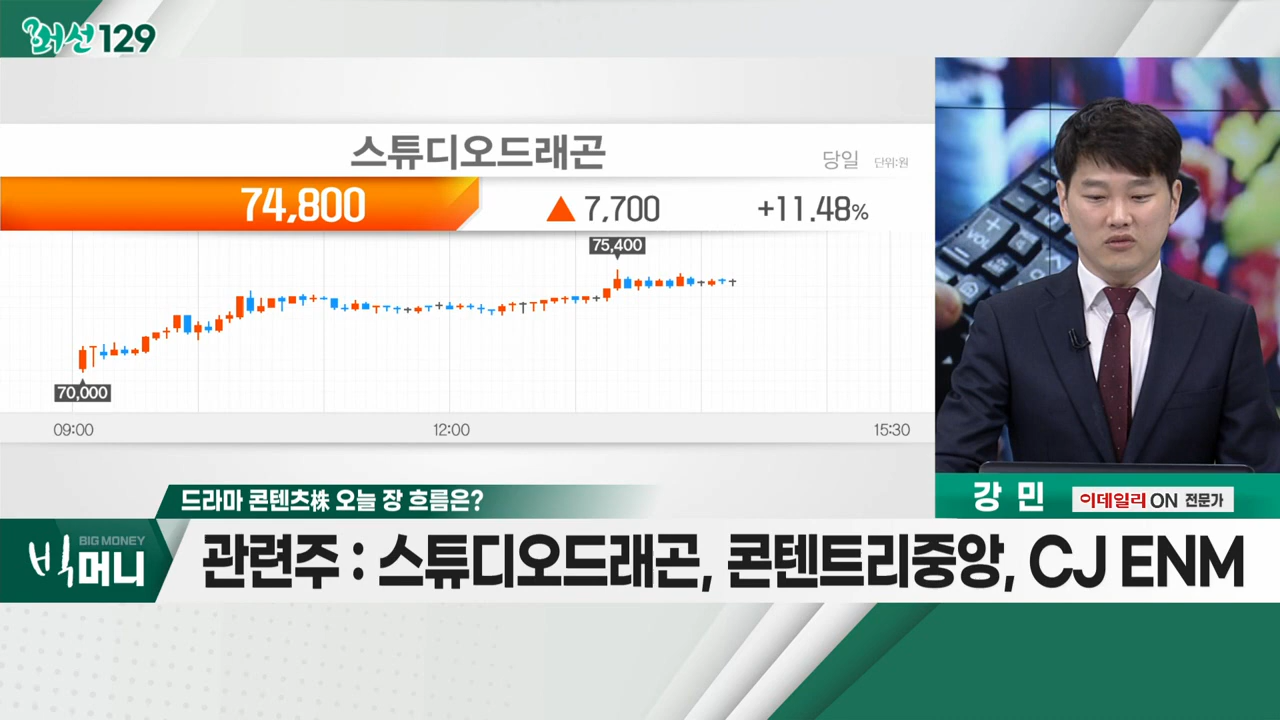 최선129
스튜디오드래곤
당일 단위:원
74,800 ▲ 7,700 +11.48%
75,400
70,000
09:00 12:00 15:30
VOL
강 민 이데일리 ON 전문가
드라마 콘텐츠株 오늘 장 흐름은?
BIG MONEY
빅머니
관련주 : 스튜디오드래곤, 콘텐트리중앙, CJ ENM